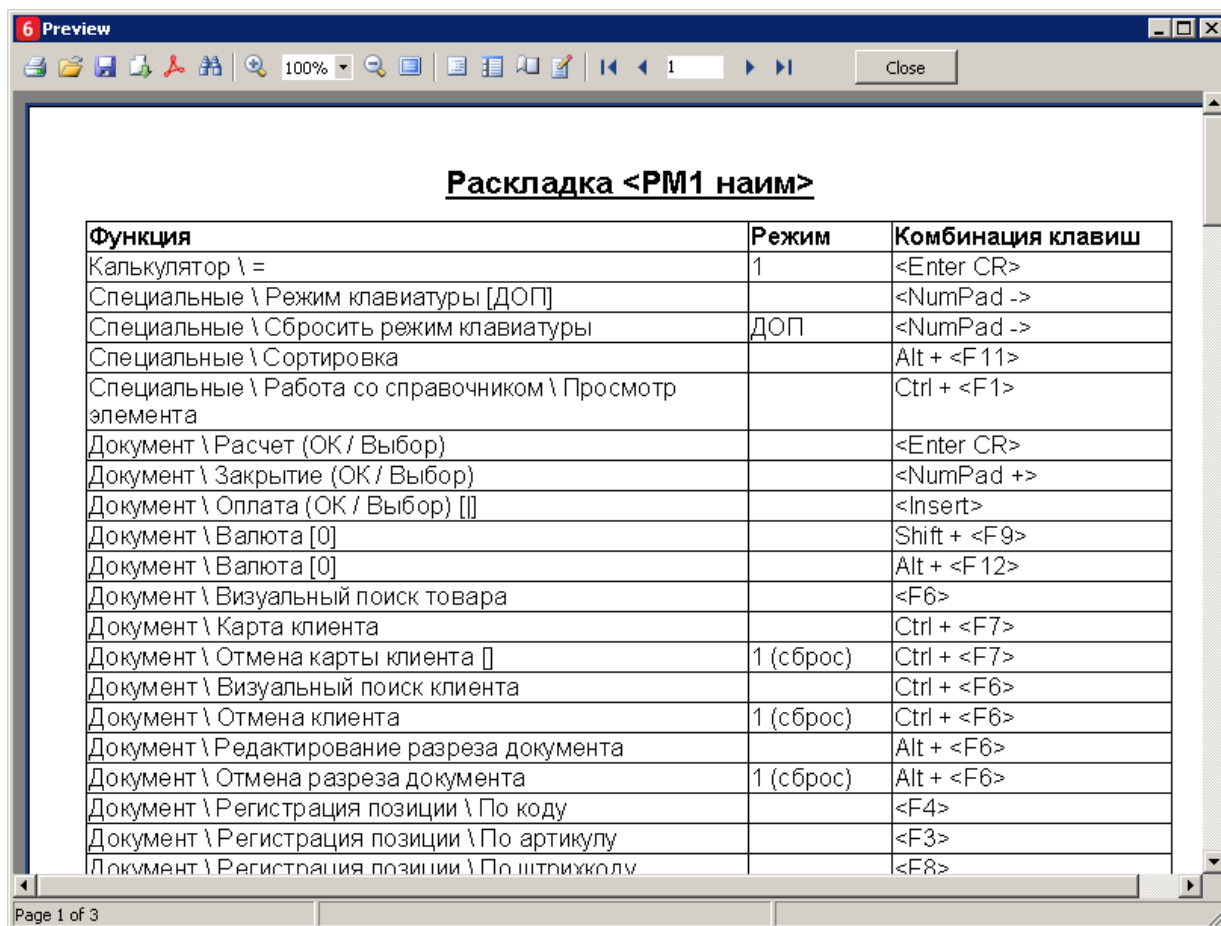 6 Preview
100% 1 Close
Раскладка <РМ1 наим>
Функция Режим Комбинация клавиш
Калькулятор \ = 1 <Enter CR>
Специальные \ Режим клавиатуры [ДОП] <NumPad ->
Специальные \ Сбросить режим клавиатуры ДОП <NumPad ->
Специальные \ Сортировка Alt + <F11>
Специальные \ Работа со справочником \ Просмотр Ctrl + <F1>
элемента
Документ \ Расчет (ОК / Выбор) <Enter CR>
Документ \ Закрытие (ОК / Выбор) <NumPad +>
Документ \ Оплата (ОК / Выбор) [|] <Insert>
Документ \ Валюта [0] Shift + <F9>
Документ \ Валюта [0] Alt + <F12>
Документ \ Визуальный поиск товара <F6>
Документ \ Карта клиента Ctrl + <F7>
Документ \ Отмена карты клиента [] 1 (сброс) Ctrl + <F7>
Документ \ Визуальный поиск клиента Ctrl + <F6>
Документ \ Отмена клиента 1 (сброс) Ctrl + <F6>
Документ \ Редактирование разреза документа Alt + <F6>
Документ \ Отмена разреза документа 1 (сброс) Alt + <F6>
Документ \ Регистрация позиции \ По коду <F4>
Документ \ Регистрация позиции \ По артикулу <F3>
Документ \ Регистрация позиции \ По штрихкоду <F8>
Page 1 of 3